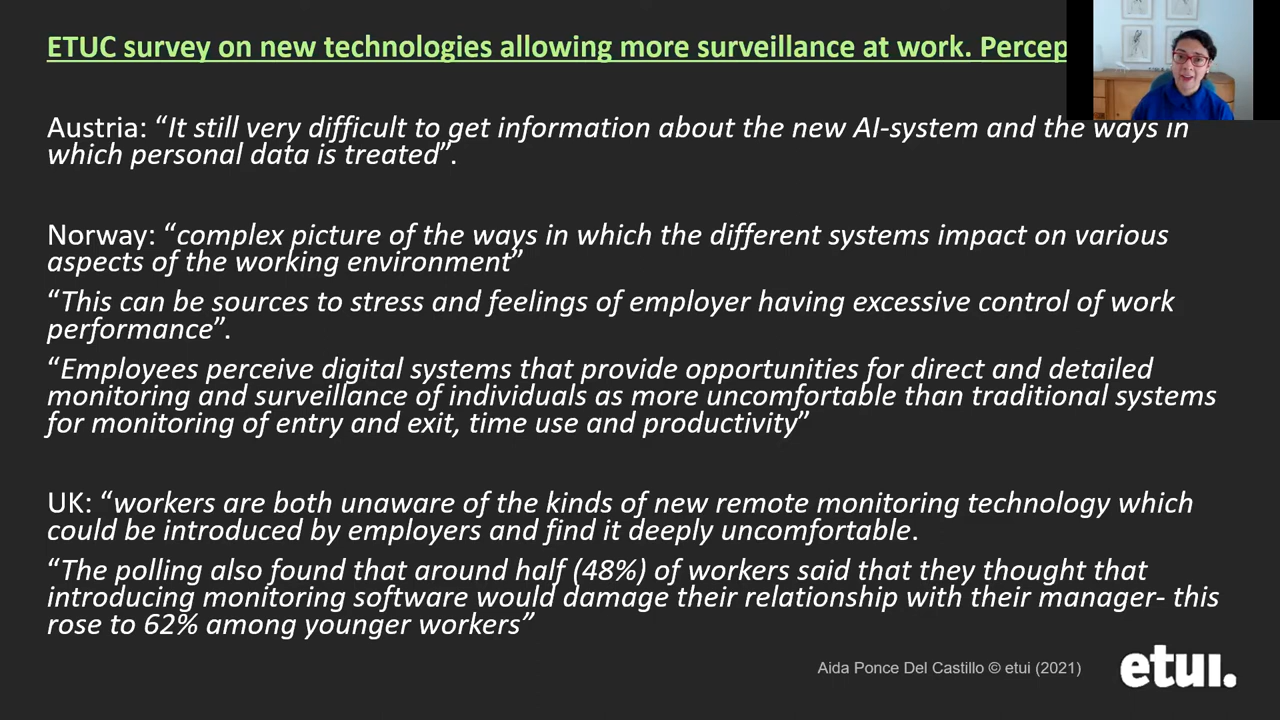 ETUC survey on new technologies allowing more surveillance at work. Percep
Austria: “It still very difficult to get information about the new AI-system and the ways in
which personal data is treated”.
Norway: “complex picture of the ways in which the different systems impact on various
aspects of the working environment”
“This can be sources to stress and feelings of employer having excessive control of work
performance”.
“Employees perceive digital systems that provide opportunities for direct and detailed
monitoring and surveillance of individuals as more uncomfortable than traditional systems
for monitoring of entry and exit, time use and productivity”
UK: “workers are both unaware of the kinds of new remote monitoring technology which
could be introduced by employers and find it deeply uncomfortable.
“The polling also found that around half (48%) of workers said that they thought that
introducing monitoring software would damage their relationship with their manager- this
rose to 62% among younger workers”
Aida Ponce Del Castillo © etui (2021)
etui.